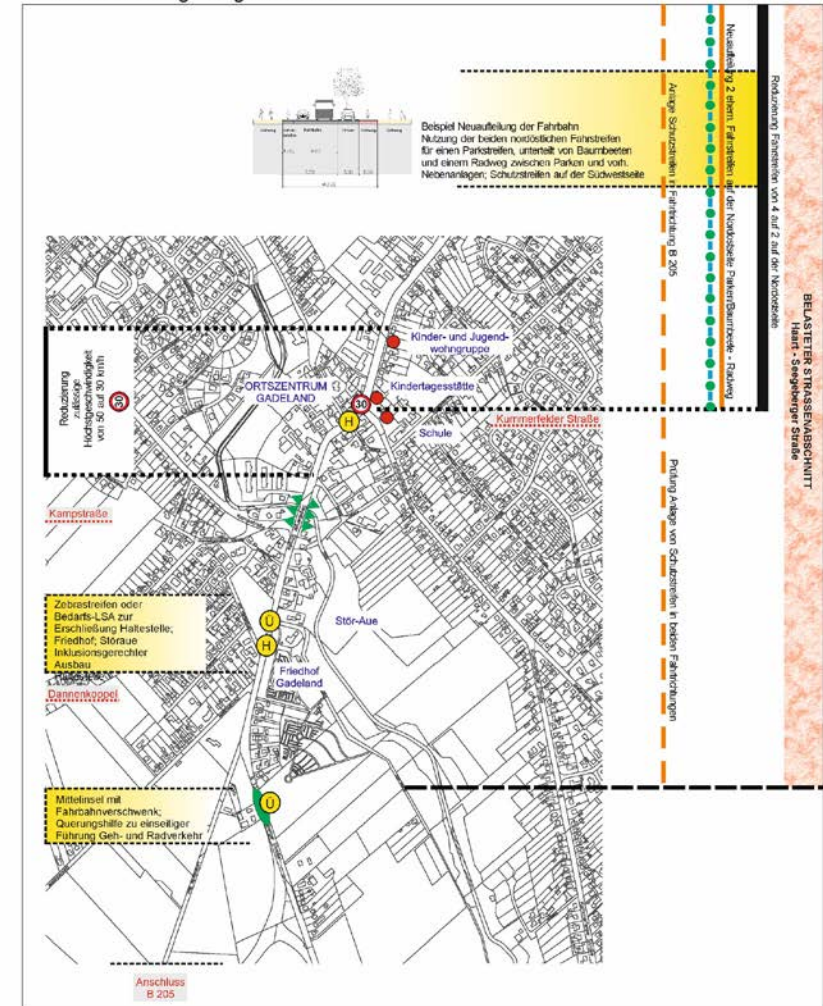 Beispiel Neuaufteilung der Fahrbahn
Nutzung der beiden nordöstlichen Fahrstreifen
für einen Parkstreifen, unterteilt von Baumbeeten
und einem Radweg zwischen Parken und vorh.
Nebenanlagen; Schutzstreifen auf der Südwestseite
Anlage Schutzstreifen in Fahrtrichtung B 205
Neuaufteilung 2 ehem. Fahrstreifen auf der Nordostseite Parken/Baumbeete - Radweg
Reduzierung Fahrstreifen von 4 auf 2 auf der Nordostseite
BELASTETER STRASSENABSCHNITT
Haart - Seegeberger Straße
Prüfung Anlage von Schutzstreifen in beiden Fahrtrichtungen
Reduzierung
zulässige
Höchstgeschwindigkeit
von 50 auf 30 km/h
30
Kinder- und Jugend-
wohngruppe
ORTSZENTRUM
GADELAND
Kindertagesstätte
30
H
Schule
Kummerfelder Straße
Kampstraße
Zebrastreifen oder
Bedarts-LSA zur
Erschließung Haltestelle;
Friedhof; Störaue
Inklusionsgerechter
Ausbau
Ü
H
Stör-Aue
Friedhof
Gadeland
Dannenkoppel
Mittelinsel mit
Fahrbahnverschwenk;
Querungshilfe zu einseitiger
Führung Geh- und Radverkehr
Ü
Anschluss
B 205